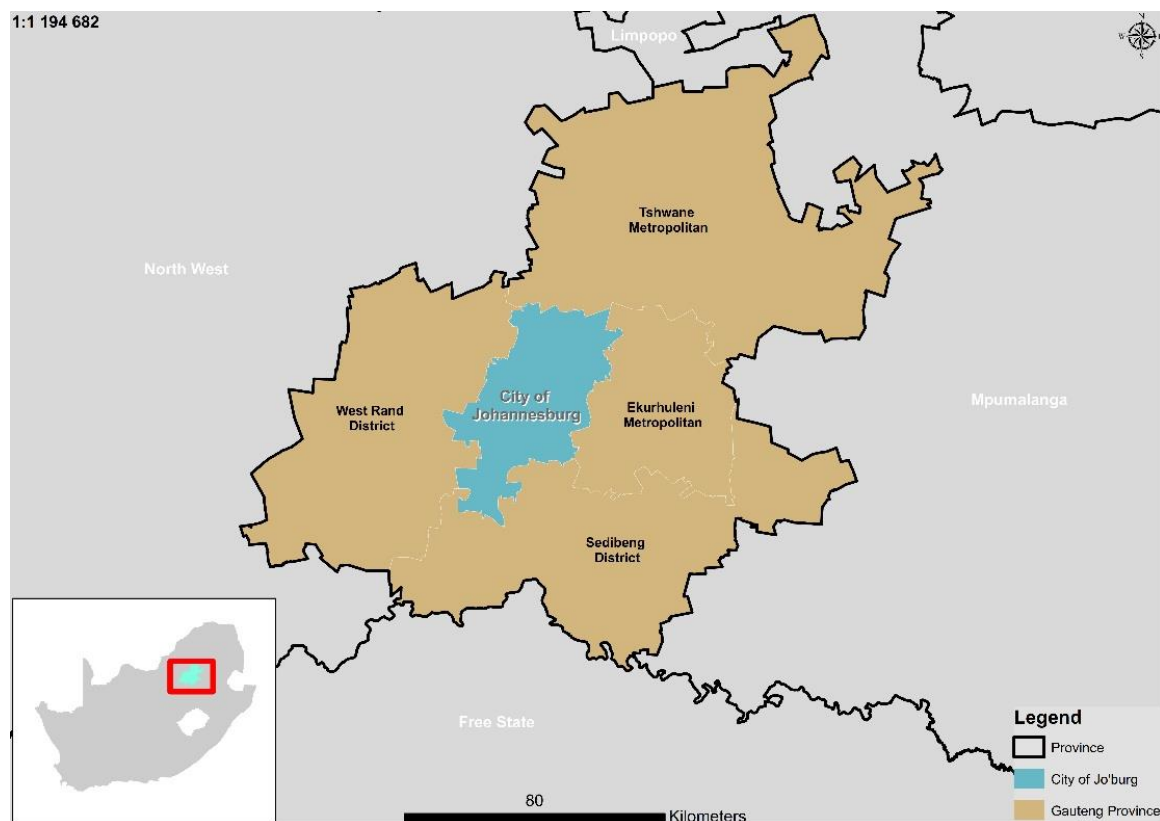 1:1 194 682
Limpopo
Tshwane
Metropolitan
North West
City of
Johannesburg
West Rand
District
Ekurhuleni
Metropolitan
Mpumalanga
Sedibeng
District
Free State
Legend
Province
City of Jo'burg
Gauteng Province
80
Kilometers